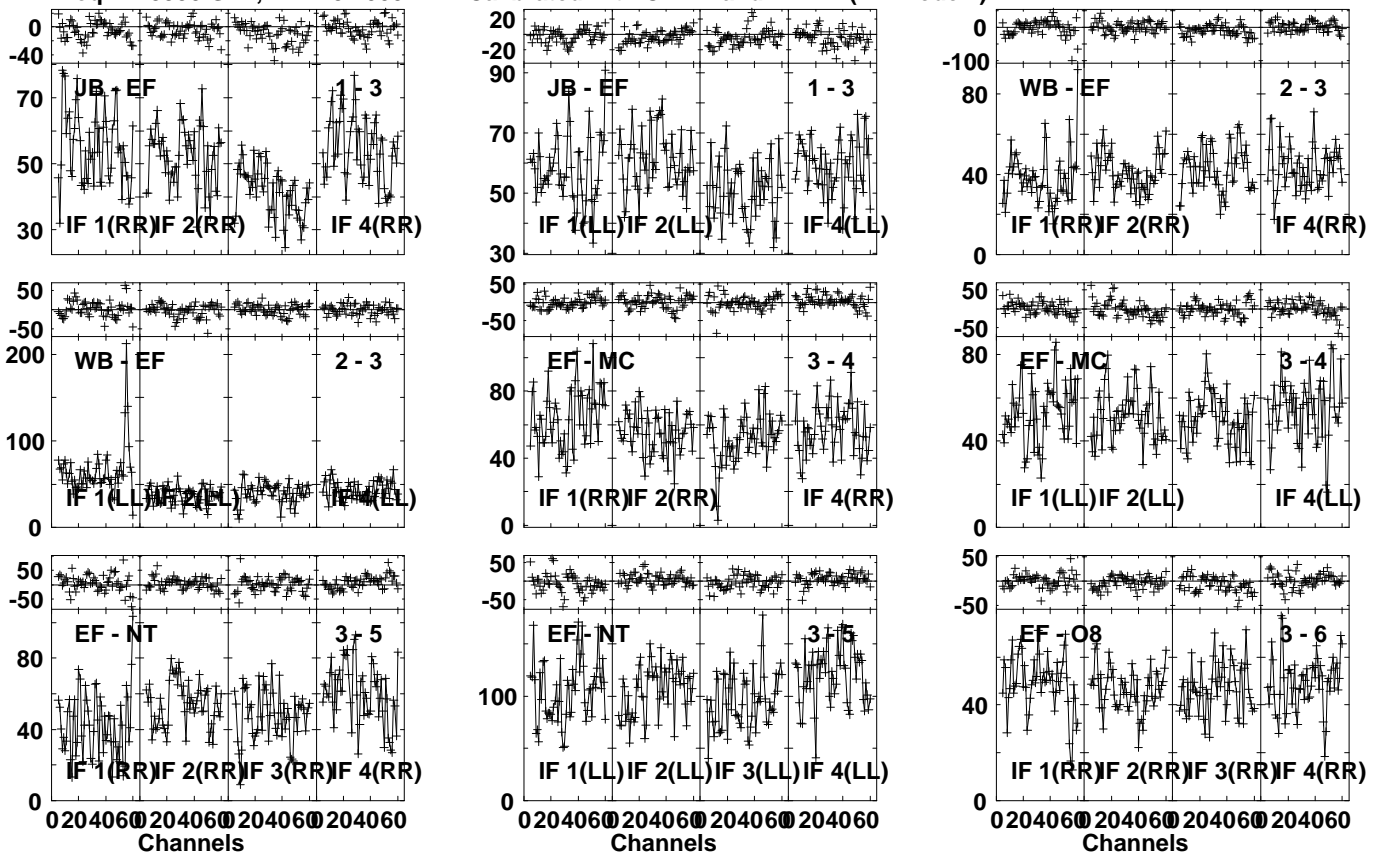 0
-40
JB - EF
1 - 3
70
50
30
IF 1(RR)
IF 2(RR)
IF 4(RR)
20
-20
JB - EF
1 - 3
90
70
50
30
IF 1(LL)
IF 2(LL)
IF 4(LL)
0
-100
WB - EF
2 - 3
80
40
0
IF 1(RR)
IF 2(RR)
IF 4(RR)
50
-50
WB - EF
2 - 3
200
100
0
IF 1(LL)
IF 2(LL)
IF 4(LL)
50
-50
EF - MC
3 - 4
80
40
0
IF 1(RR)
IF 2(RR)
IF 4(RR)
50
-50
EF - MC
3 - 4
80
40
0
IF 1(LL)
IF 2(LL)
IF 4(LL)
50
-50
EF - NT
3 - 5
80
40
0
IF 1(RR)
IF 2(RR)
IF 3(RR)
IF 4(RR)
0 20 40 60
0 20 40 60
0 20 40 60
0 20 40 60
Channels
50
-50
EF - NT
3 - 5
100
0
IF 1(LL)
IF 2(LL)
IF 3(LL)
IF 4(LL)
0 20 40 60
0 20 40 60
0 20 40 60
0 20 40 60
Channels
50
-50
EF - O8
3 - 6
40
0
IF 1(RR)
IF 2(RR)
IF 3(RR)
IF 4(RR)
0 20 40 60
0 20 40 60
0 20 40 60
0 20 40 60
Channels